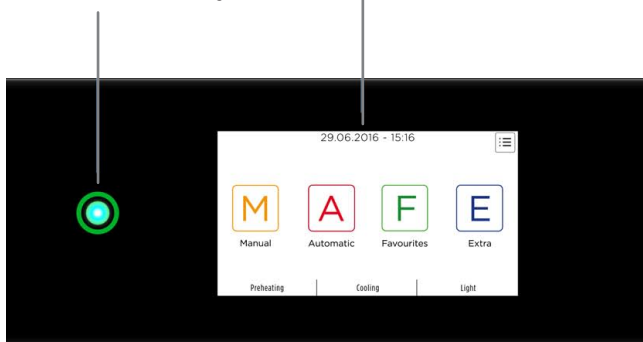 29.06.2016 - 15:16
M A F E
Manual Automatic Favourites Extra
Preheating Cooling Light